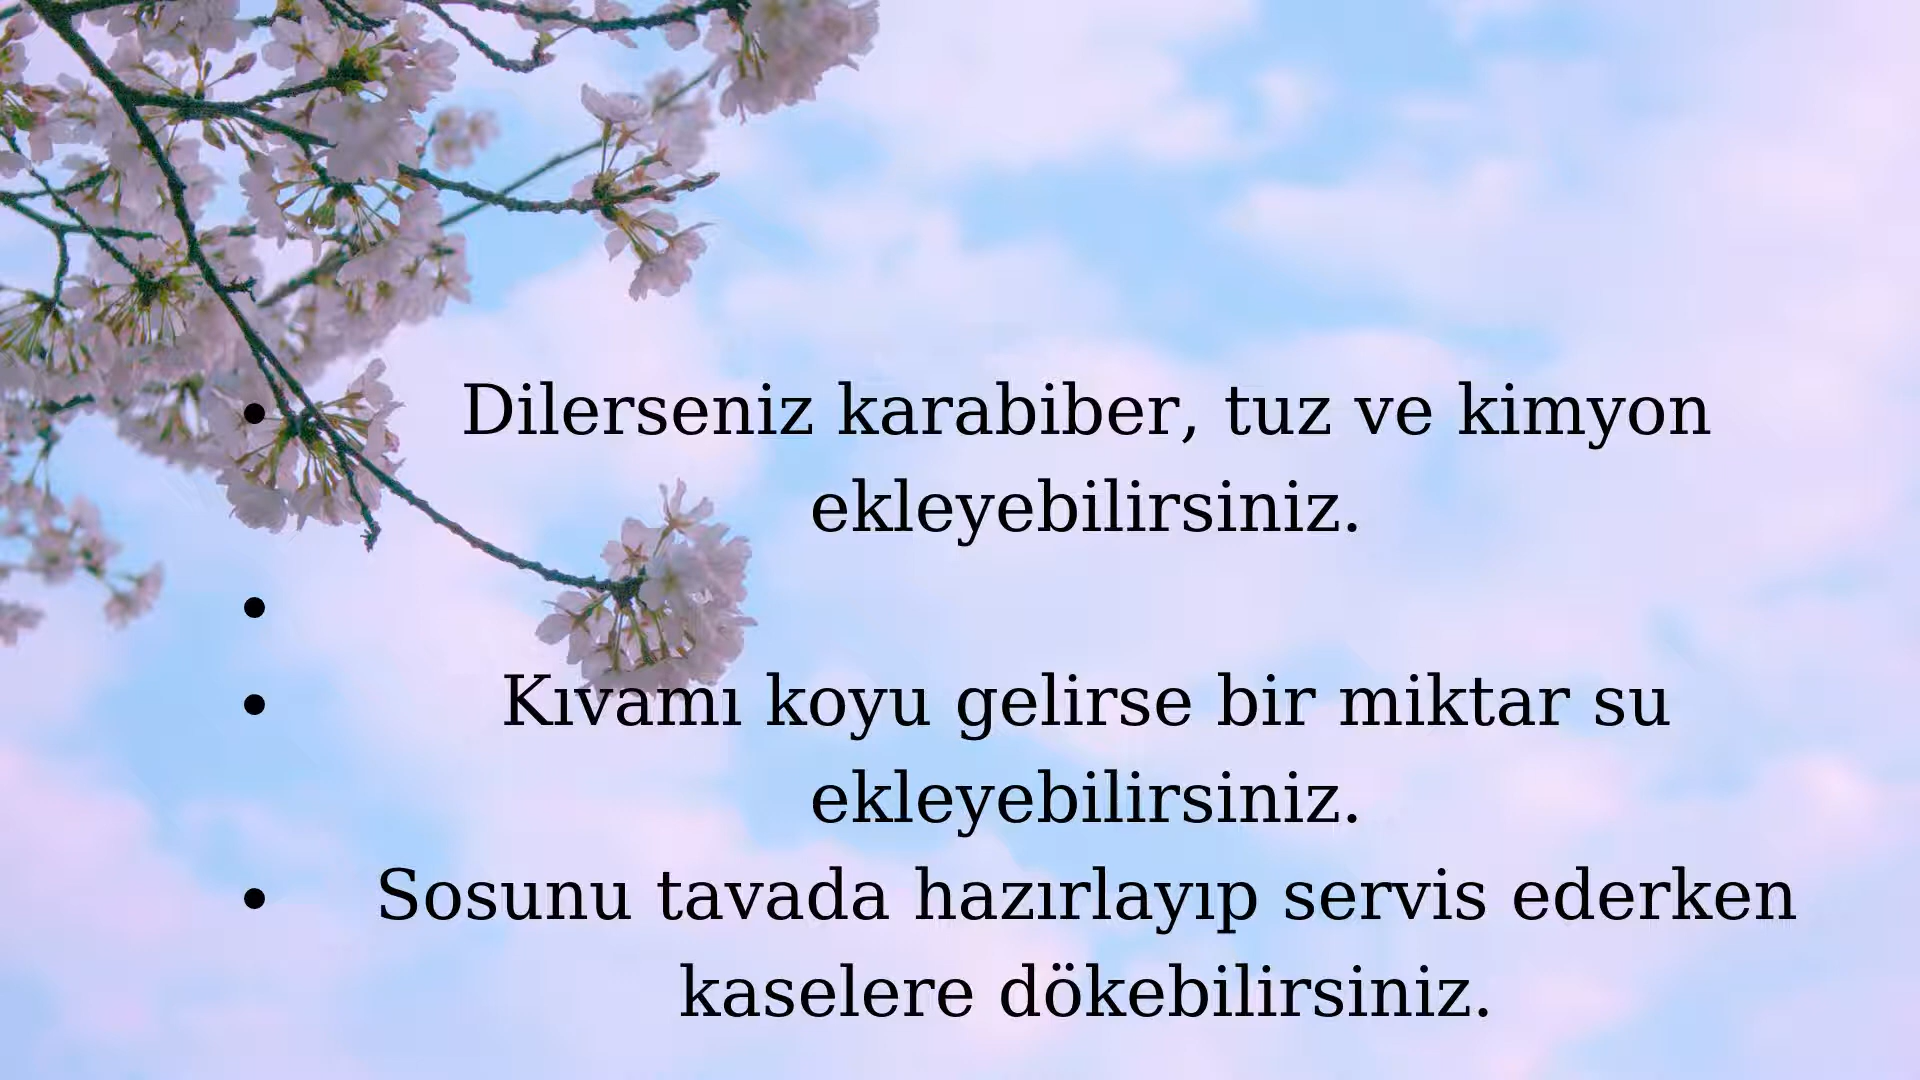 • Dilerseniz karabiber, tuz ve kimyon
ekleyebilirsiniz.
•
• Kıvamı koyu gelirse bir miktar su
ekleyebilirsiniz.
• Sosunu tavada hazırlayıp servis ederken
kaselere dökebilirsiniz.